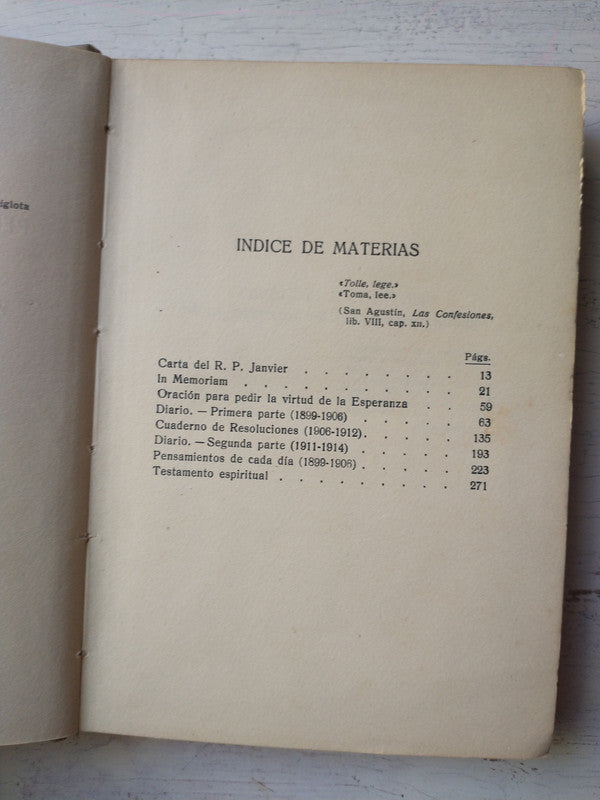 iglota
INDICE DE MATERIAS
«Tolle, lege.»
«Toma, lee.»
(San Agustín, Las Confesiones,
lib. VIII, cap. XII.)
Págs.
Carta del R. P. Janvier . . . . . . . 13
In Memoriam . . . . . . . . . . 21
Oración para pedir la virtud de la Esperanza . . 59
Diario. — Primera parte (1899-1906) . . . . 63
Cuaderno de Resoluciones (1906-1912) . . . . 135
Diario. — Segunda parte (1911-1914) . . . . 193
Pensamientos de cada día (1899-1906) . . . . 223
Testamento espiritual . . . . . . . . 271